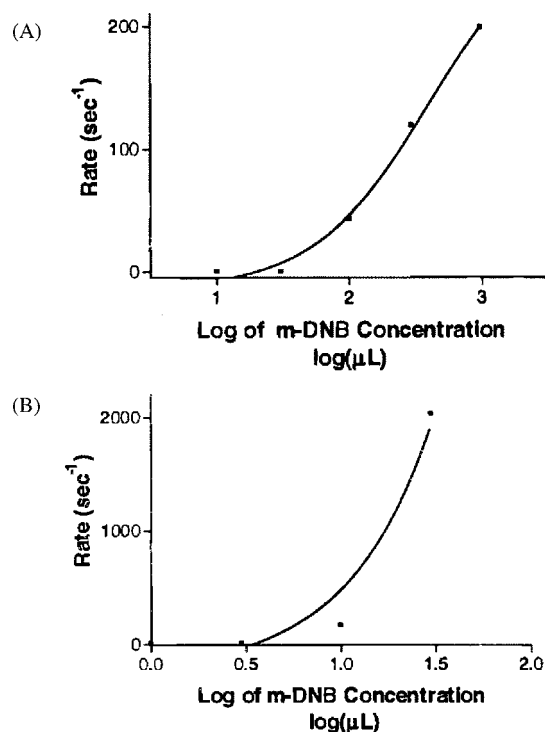 (A)
200
100
0
Rate (sec⁻¹)
1 2 3
Log of m-DNB Concentration
log(μL)
(B)
2000
1000
0
Rate (sec⁻¹)
0.0 0.5 1.0 1.5 2.0
Log of m-DNB Concentration
log(μL)